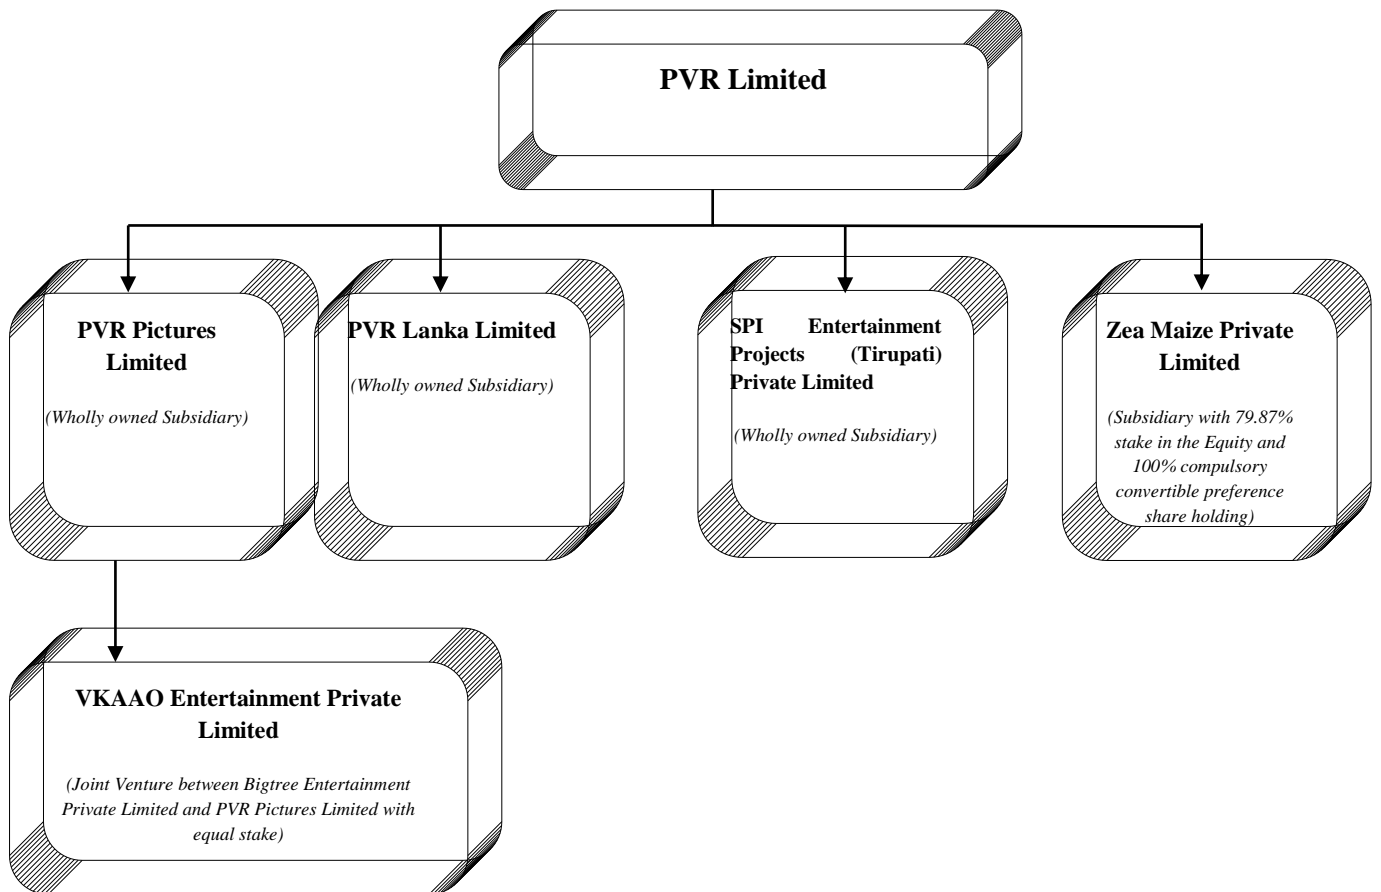 PVR Limited
PVR Pictures
Limited
(Wholly owned Subsidiary)
PVR Lanka Limited
(Wholly owned Subsidiary)
SPI Entertainment
Projects (Tirupati)
Private Limited
(Wholly owned Subsidiary)
Zea Maize Private
Limited
(Subsidiary with 79.87%
stake in the Equity and
100% compulsory
convertible preference
share holding)
VKAAO Entertainment Private
Limited
(Joint Venture between Bigtree Entertainment
Private Limited and PVR Pictures Limited with
equal stake)